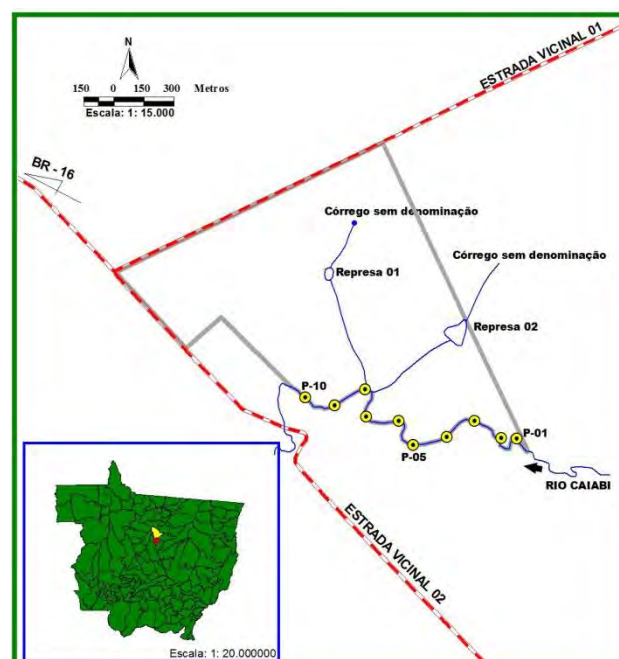 ESTRADA VICINAL 01
N
150 0 150 300 Metros
Escala: 1: 15.000
BR - 16
Córrego sem denominação
Córrego sem denominação
Represa 01
Represa 02
P-10
P-01
P-05
RIO CAIABI
ESTRADA VICINAL 02
Escala: 1: 20.000000